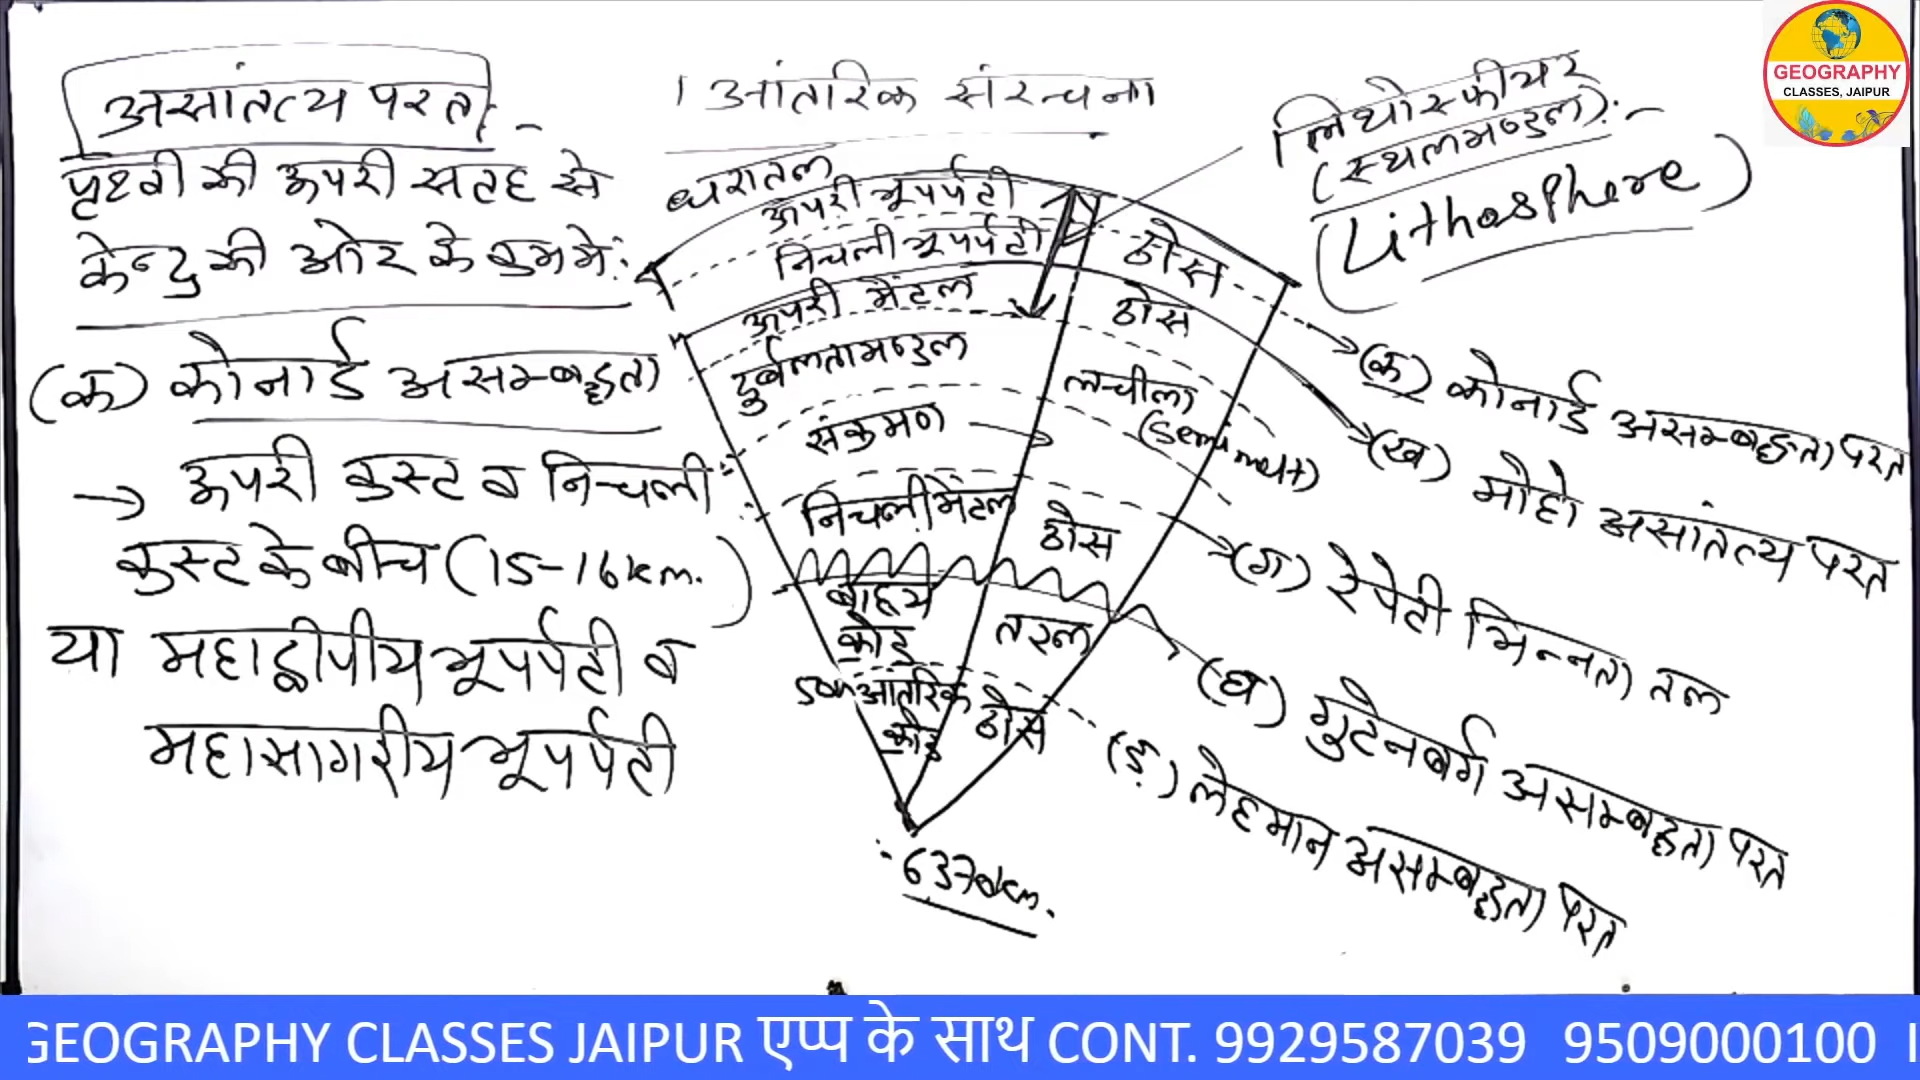 असांतत्य परत
पृथ्वी की ऊपरी सतह से
केन्द्र की ओर के क्रम में:
(क) कोनार्ड असम्बद्धता
→ ऊपरी क्रस्ट व निचली
क्रस्ट के बीच (15-16 km.)
या महाद्वीपीय भूपर्पटी व
महासागरीय भूपर्पटी
आंतरिक संरचना
धरातल
ऊपरी भूपर्पटी
निचली भूपर्पटी
ऊपरी मेंटल
दुर्बलतामण्डल
संक्रमण
निचली मेंटल
बाह्य
कोड
आंतरिक
कोड
ठोस
ठोस
लचीला
(Semi melt)
ठोस
तरल
ठोस
6370km.
लिथोस्फीयर
(स्थलमण्डल):-
(Lithosphere)
(क) कोनार्ड असम्बद्धता परत
(ख) मोहो असांतत्य परत
(ग) रेपेटी भिन्नता तल
(घ) गुटेनबर्ग असम्बद्धता परत
(ड़) लेहमान असम्बद्धता परत
GEOGRAPHY
CLASSES, JAIPUR
GEOGRAPHY CLASSES JAIPUR एप्प के साथ CONT. 9929587039 9509000100